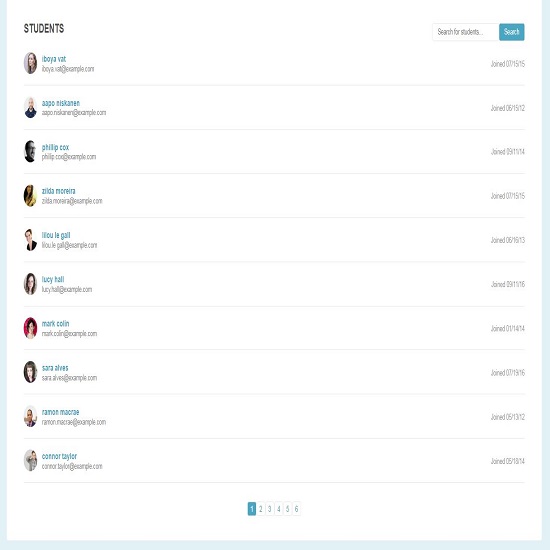 STUDENTS
Search for students... Search
iboya vat
iboya.vat@example.com
Joined 07/15/15
aapo niskanen
aapo.niskanen@example.com
Joined 06/19/12
phillip cox
phillip.cox@example.com
Joined 09/11/14
zilda moreira
zilda.moreira@example.com
Joined 07/15/15
lilou le gall
lilou.le gall@example.com
Joined 06/16/13
lucy hall
lucy.hall@example.com
Joined 09/11/16
mark colin
mark.colin@example.com
Joined 01/14/14
sara alves
sara.alves@example.com
Joined 07/19/16
ramon macrae
ramon.macrae@example.com
Joined 05/13/12
connor taylor
connor.taylor@example.com
Joined 05/18/14
1 2 3 4 5 6